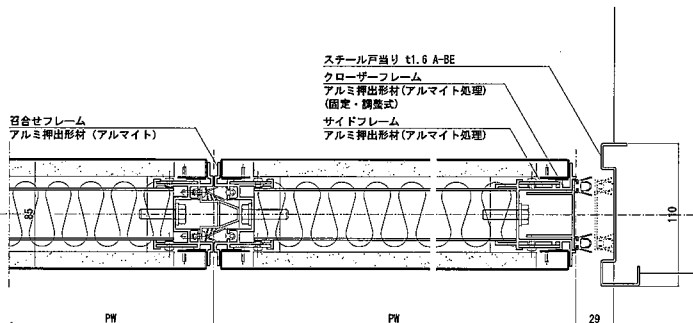 スチール戸当り t1.6 A-BE
クローザーフレーム
アルミ押出形材(アルマイト処理)
(固定・調整式)
サイドフレーム
アルミ押出形材(アルマイト処理)
召合せフレーム
アルミ押出形材(アルマイト)
85
110
PW
PW
29